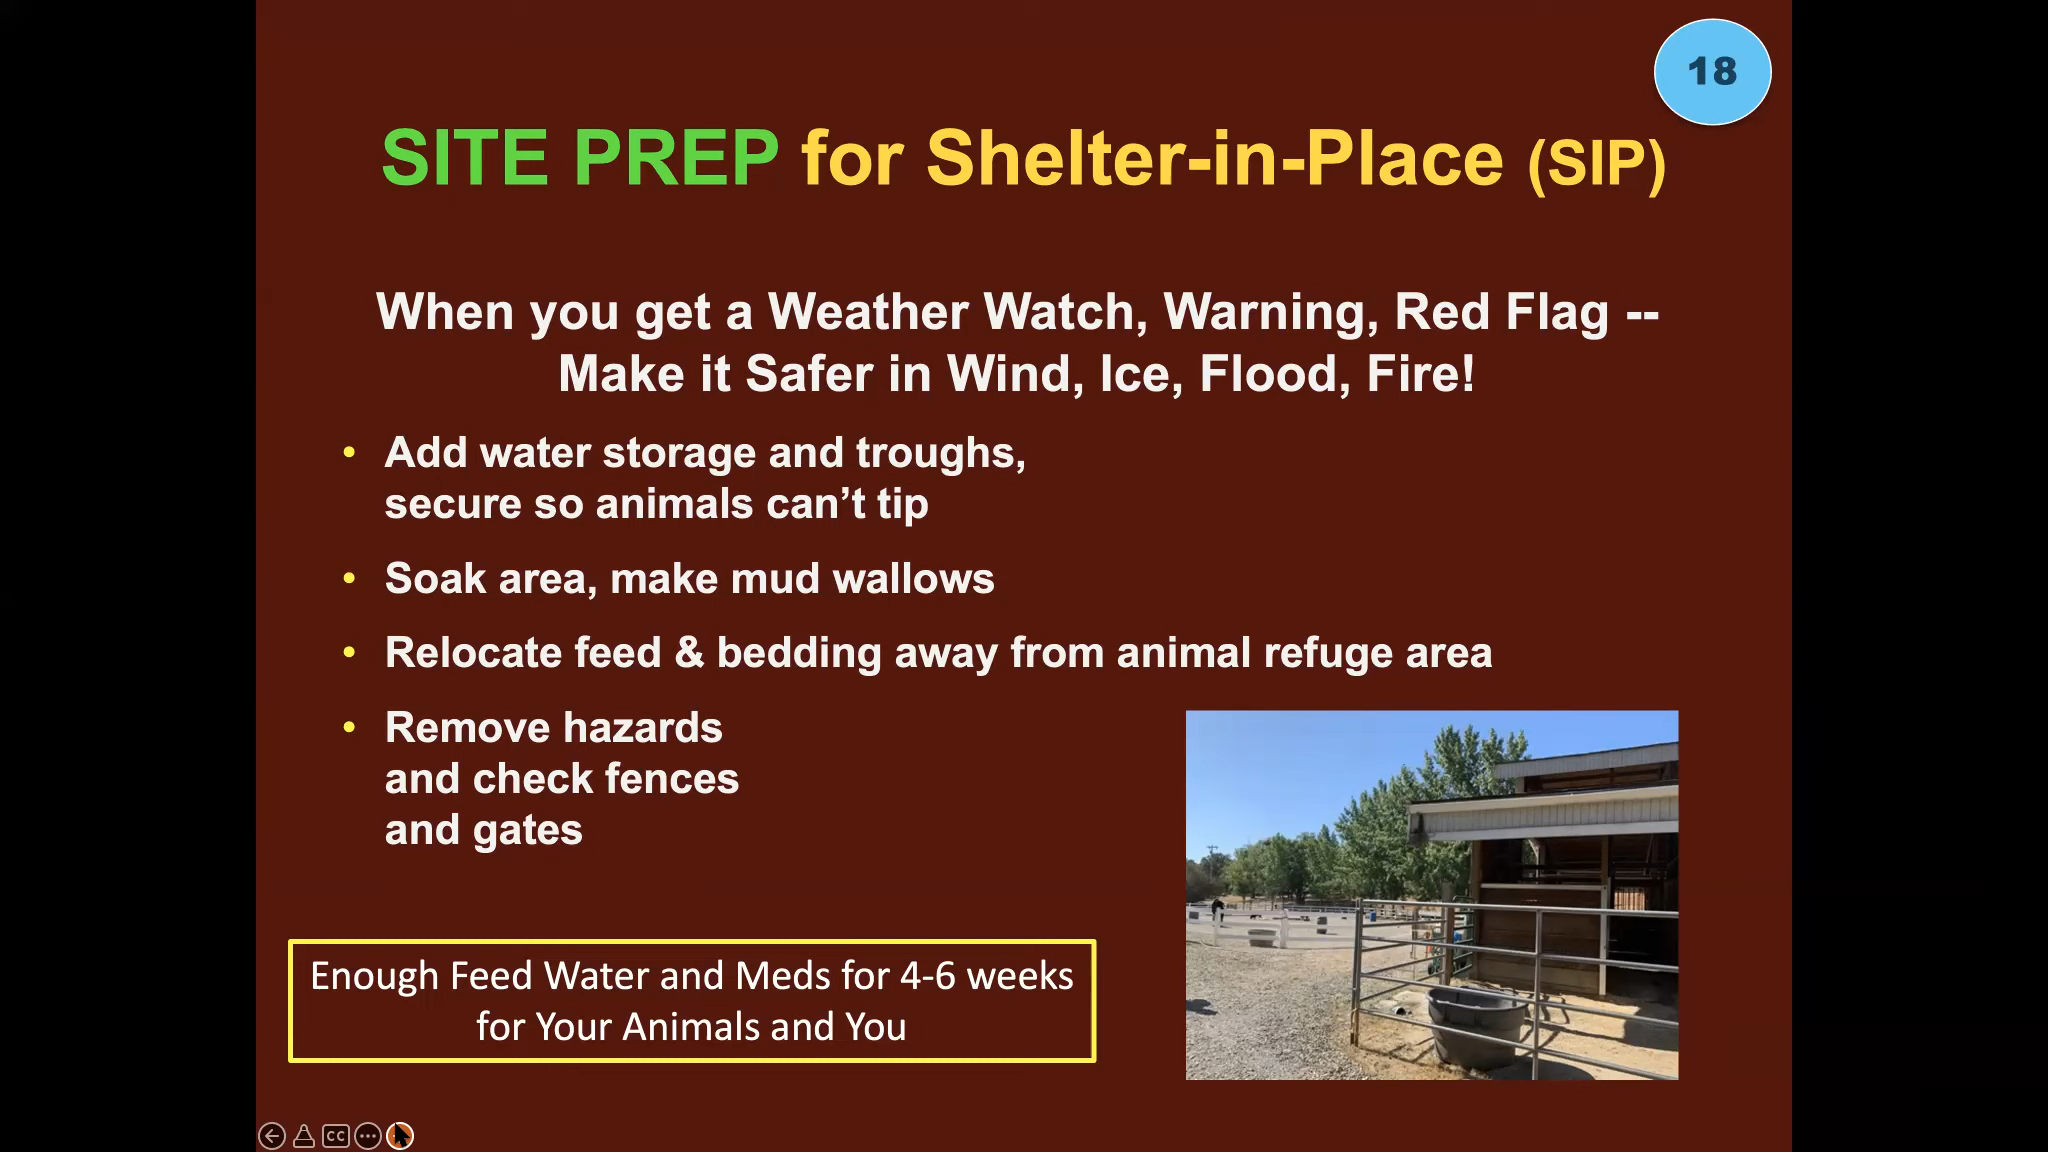 18
SITE PREP for Shelter-in-Place (SIP)
When you get a Weather Watch, Warning, Red Flag --
Make it Safer in Wind, Ice, Flood, Fire!
• Add water storage and troughs,
secure so animals can’t tip
• Soak area, make mud wallows
• Relocate feed & bedding away from animal refuge area
• Remove hazards
and check fences
and gates
Enough Feed Water and Meds for 4-6 weeks
for Your Animals and You
CC